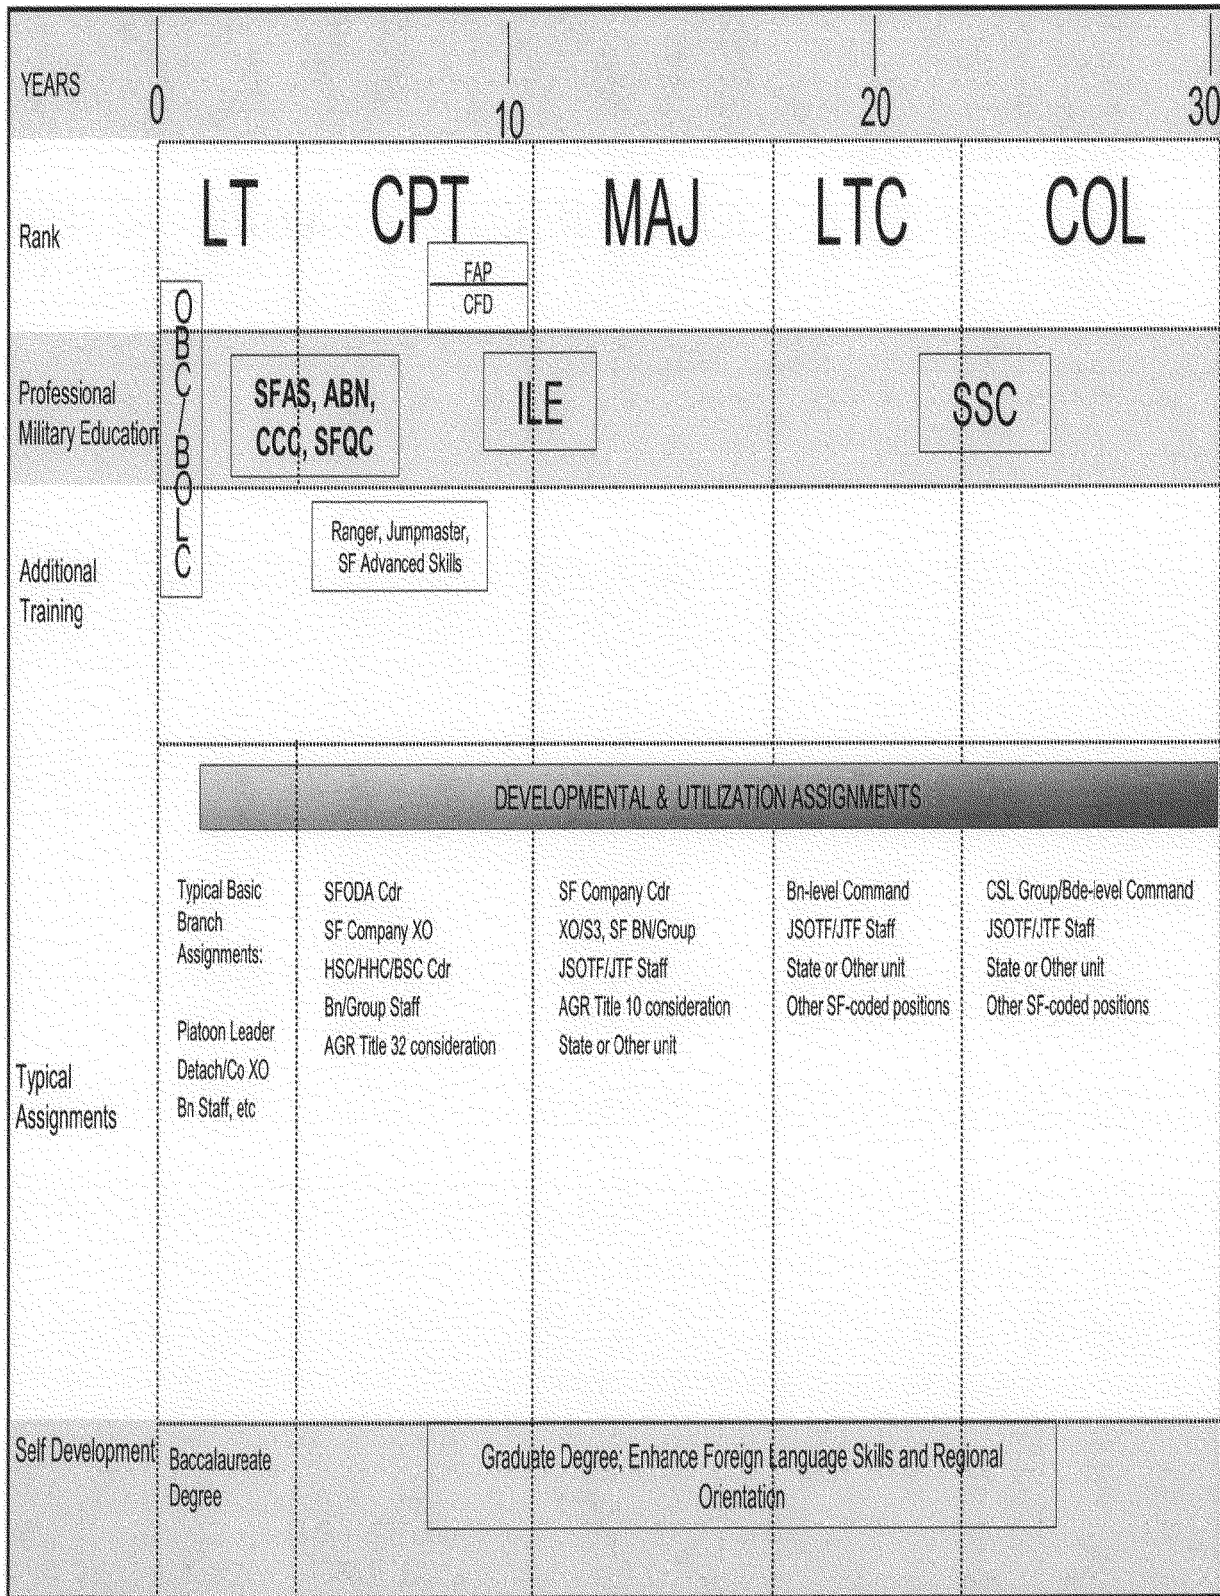 YEARS
0
10
20
30
Rank
LT
CPT
MAJ
LTC
COL
FAP
CFD
OBC/BOLC
Professional
Military Education
SFAS, ABN,
CCC, SFQC
ILE
SSC
Additional
Training
Ranger, Jumpmaster,
SF Advanced Skills
DEVELOPMENTAL & UTILIZATION ASSIGNMENTS
Typical
Assignments
Typical Basic
Branch
Assignments:
Platoon Leader
Detach/Co XO
Bn Staff, etc
SFODA Cdr
SF Company XO
HSC/HHC/BSC Cdr
Bn/Group Staff
AGR Title 32 consideration
SF Company Cdr
XO/S3, SF BN/Group
JSOTF/JTF Staff
AGR Title 10 consideration
State or Other unit
Bn-level Command
JSOTF/JTF Staff
State or Other unit
Other SF-coded positions
CSL Group/Bde-level Command
JSOTF/JTF Staff
State or Other unit
Other SF-coded positions
Self Development
Baccalaureate
Degree
Graduate Degree; Enhance Foreign Language Skills and Regional
Orientation